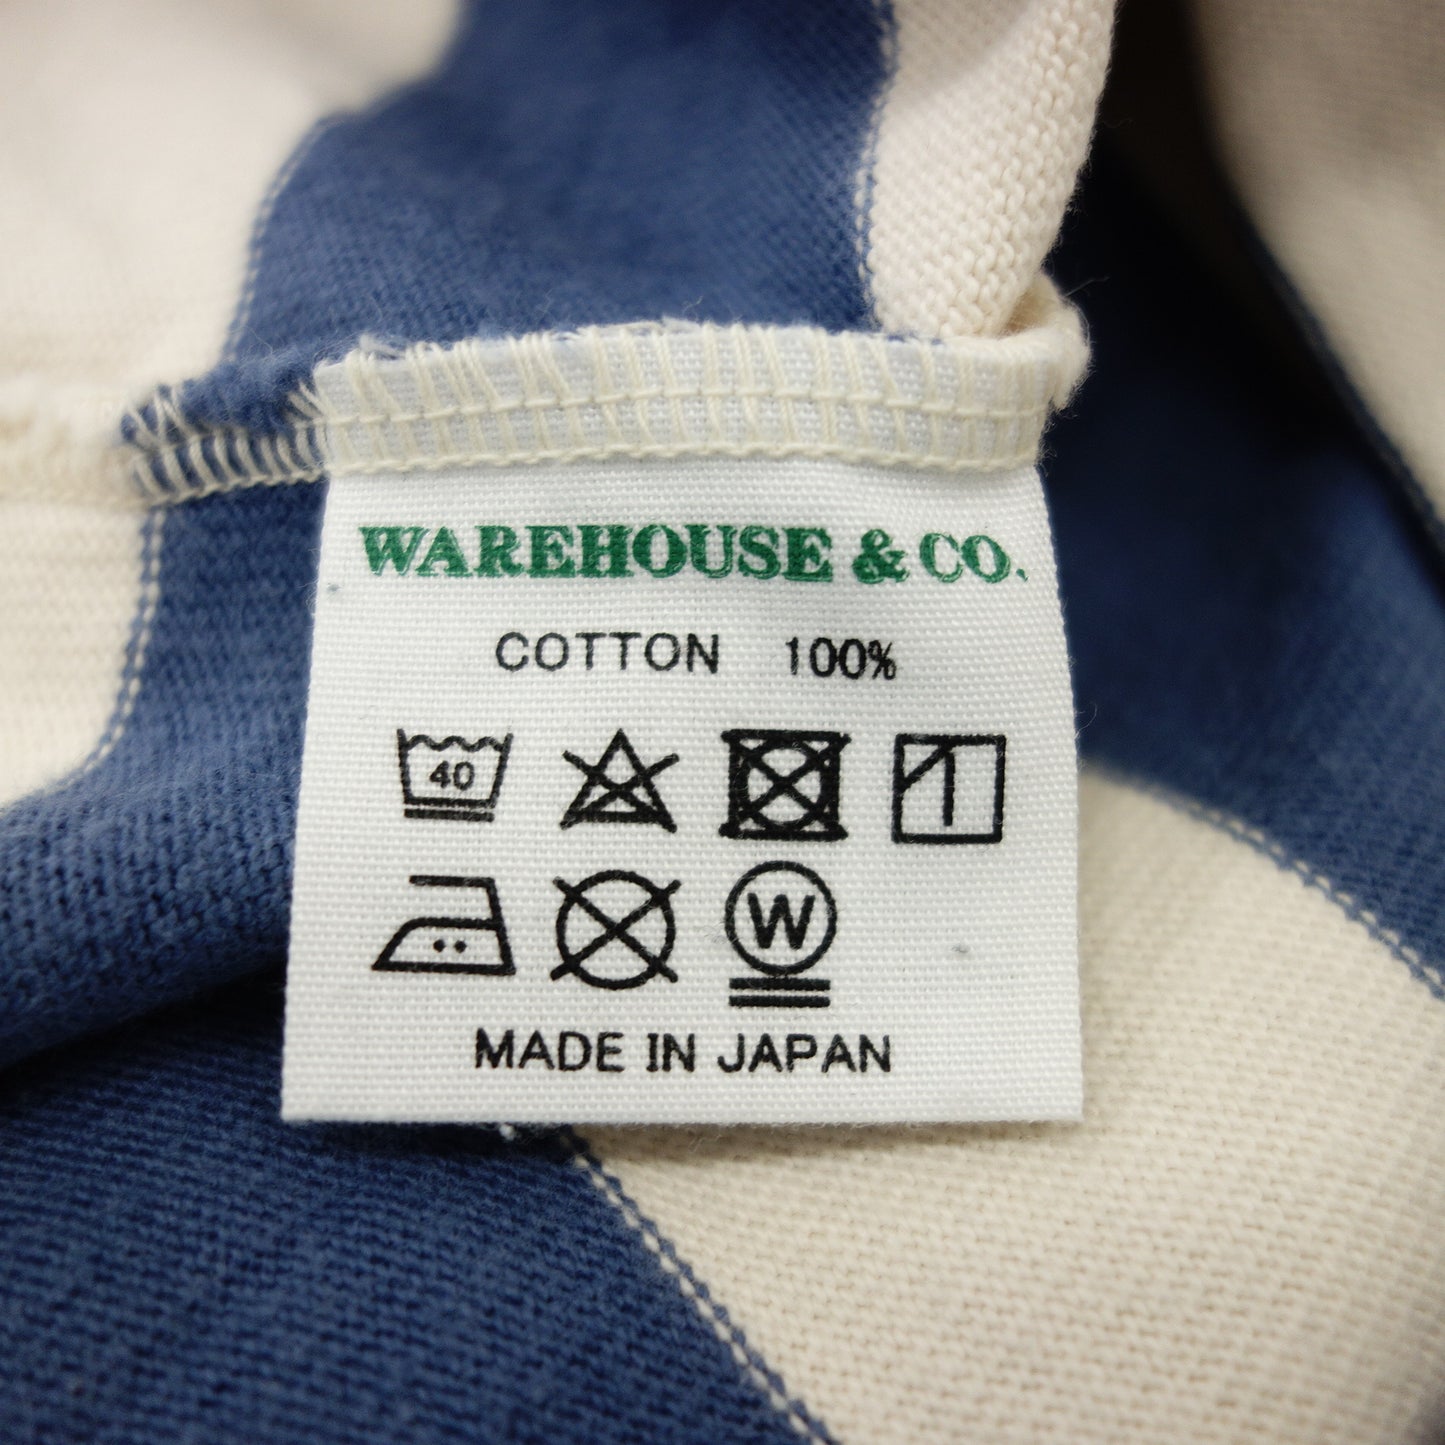 WAREHOUSE & CO.
COTTON 100%
40
W
MADE IN JAPAN